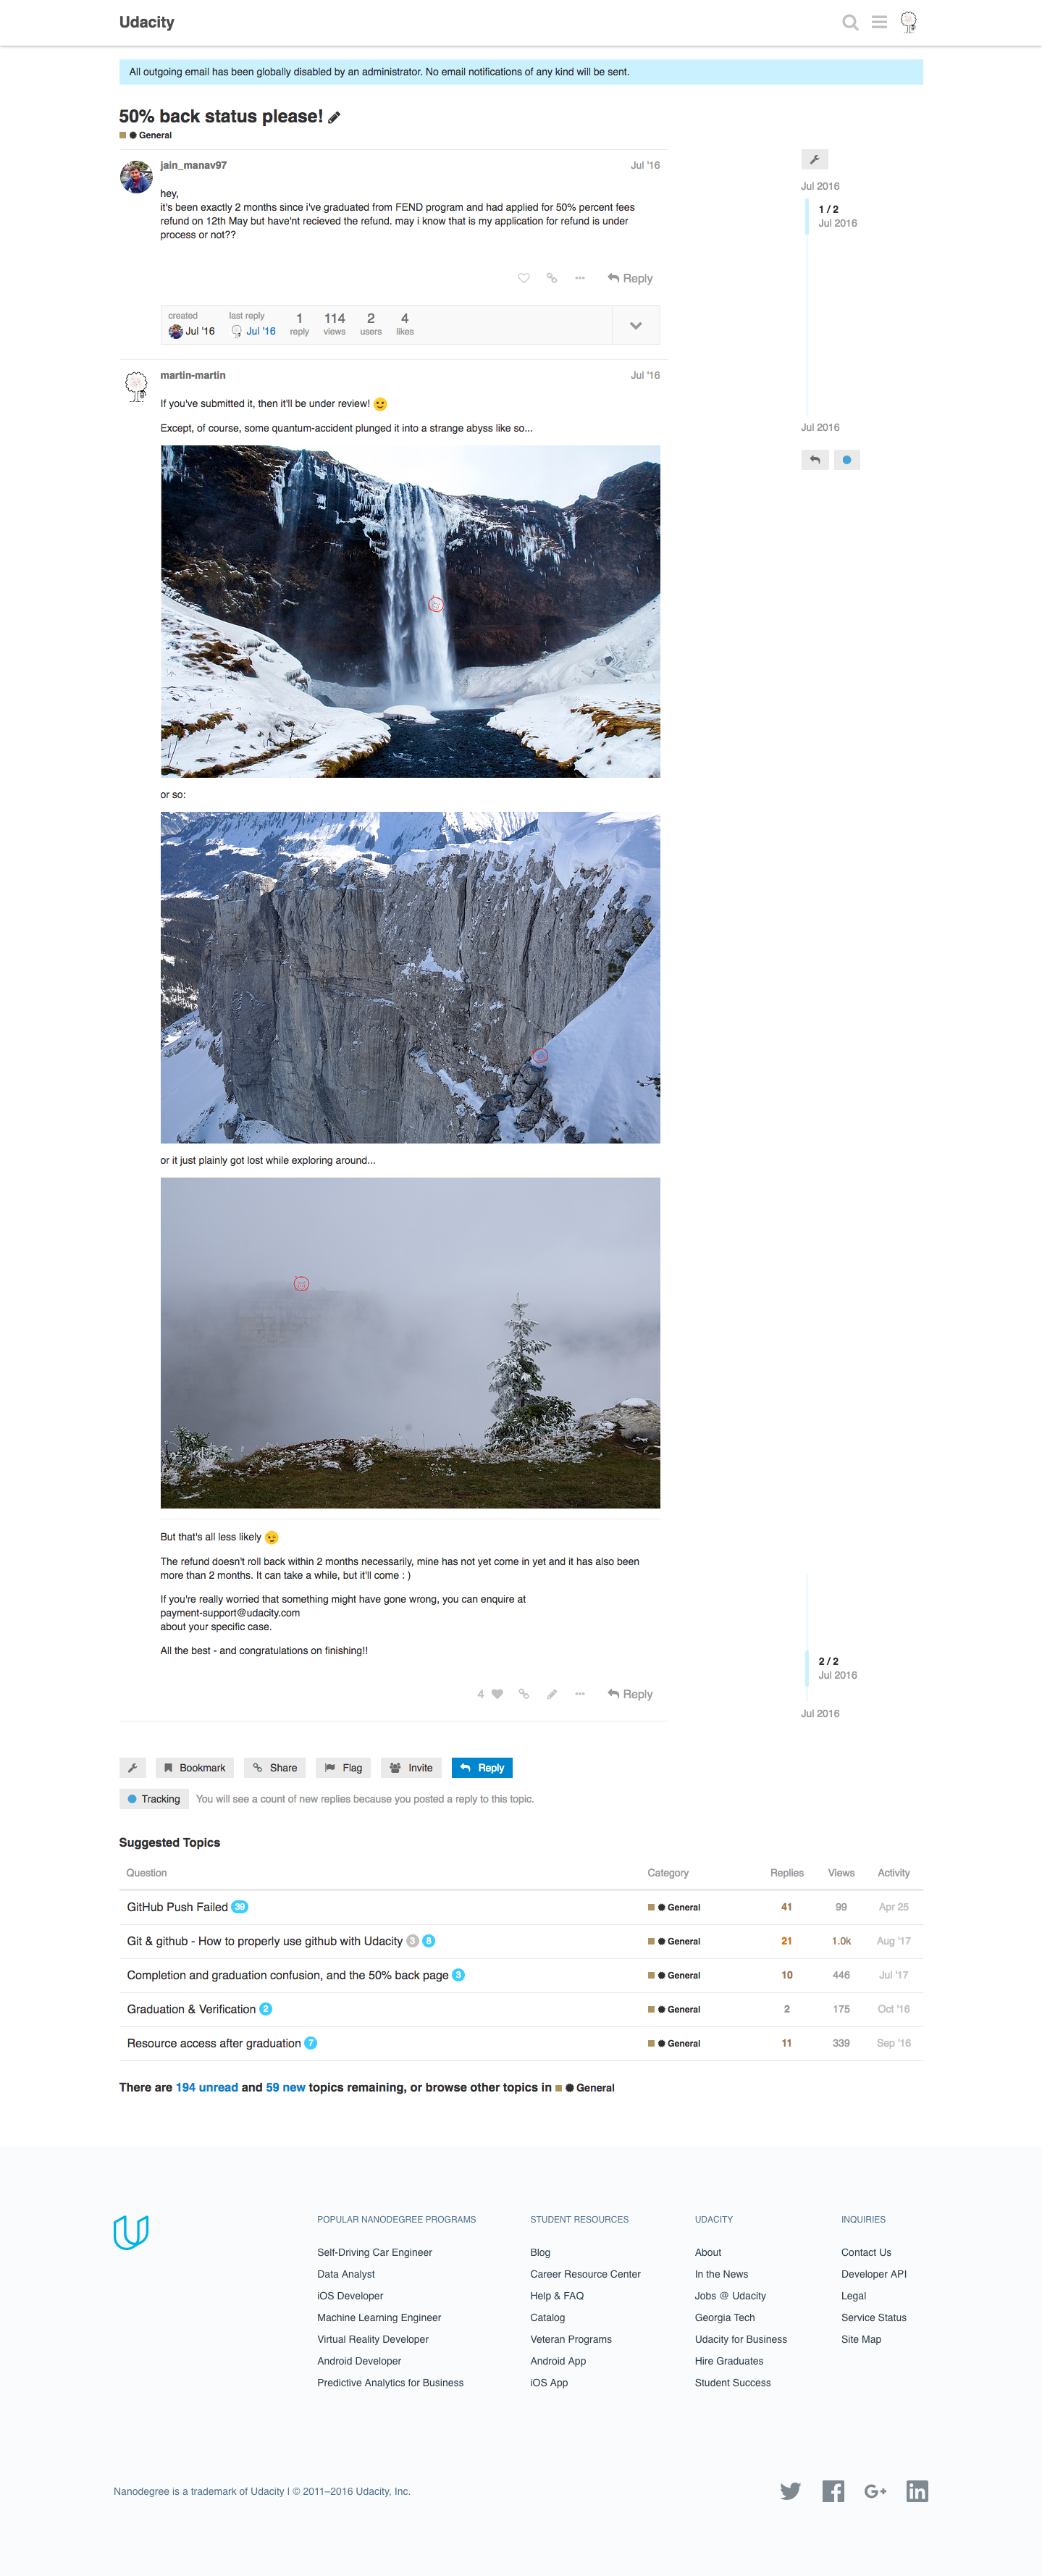 Udacity
All outgoing email has been globally disabled by an administrator. No email notifications of any kind will be sent.
50% back status please!
General
jain_manav97
Jul '16
hey,
it's been exactly 2 months since i've graduated from FEND program and had applied for 50% percent fees
refund on 12th May but have'nt recieved the refund. may i know that is my application for refund is under
process or not??
Reply
created
last reply
1
114
2
4
Jul '16
Jul '16
reply
views
users
likes
Jul 2016
1 / 2
Jul 2016
Jul 2016
martin-martin
Jul '16
If you've submitted it, then it'll be under review!
Except, of course, some quantum-accident plunged it into a strange abyss like so...
or so:
or it just plainly got lost while exploring around...
But that's all less likely
The refund doesn't roll back within 2 months necessarily, mine has not yet come in yet and it has also been
more than 2 months. It can take a while, but it'll come : )
If you're really worried that something might have gone wrong, you can enquire at
payment-support@udacity.com
about your specific case.
All the best - and congratulations on finishing!!
4
Reply
2 / 2
Jul 2016
Jul 2016
Bookmark
Share
Flag
Invite
Reply
Tracking
You will see a count of new replies because you posted a reply to this topic.
Suggested Topics
Question Category Replies Views Activity
GitHub Push Failed 39 General 41 99 Apr 25
Git & github - How to properly use github with Udacity 3 8 General 21 1.0k Aug '17
Completion and graduation confusion, and the 50% back page 3 General 10 446 Jul '17
Graduation & Verification 2 General 2 175 Oct '16
Resource access after graduation 7 General 11 339 Sep '16
There are 194 unread and 59 new topics remaining, or browse other topics in General
POPULAR NANODEGREE PROGRAMS
Self-Driving Car Engineer
Data Analyst
iOS Developer
Machine Learning Engineer
Virtual Reality Developer
Android Developer
Predictive Analytics for Business
STUDENT RESOURCES
Blog
Career Resource Center
Help & FAQ
Catalog
Veteran Programs
Android App
iOS App
UDACITY
About
In the News
Jobs @ Udacity
Georgia Tech
Udacity for Business
Hire Graduates
Student Success
INQUIRIES
Contact Us
Developer API
Legal
Service Status
Site Map
Nanodegree is a trademark of Udacity | © 2011–2016 Udacity, Inc.